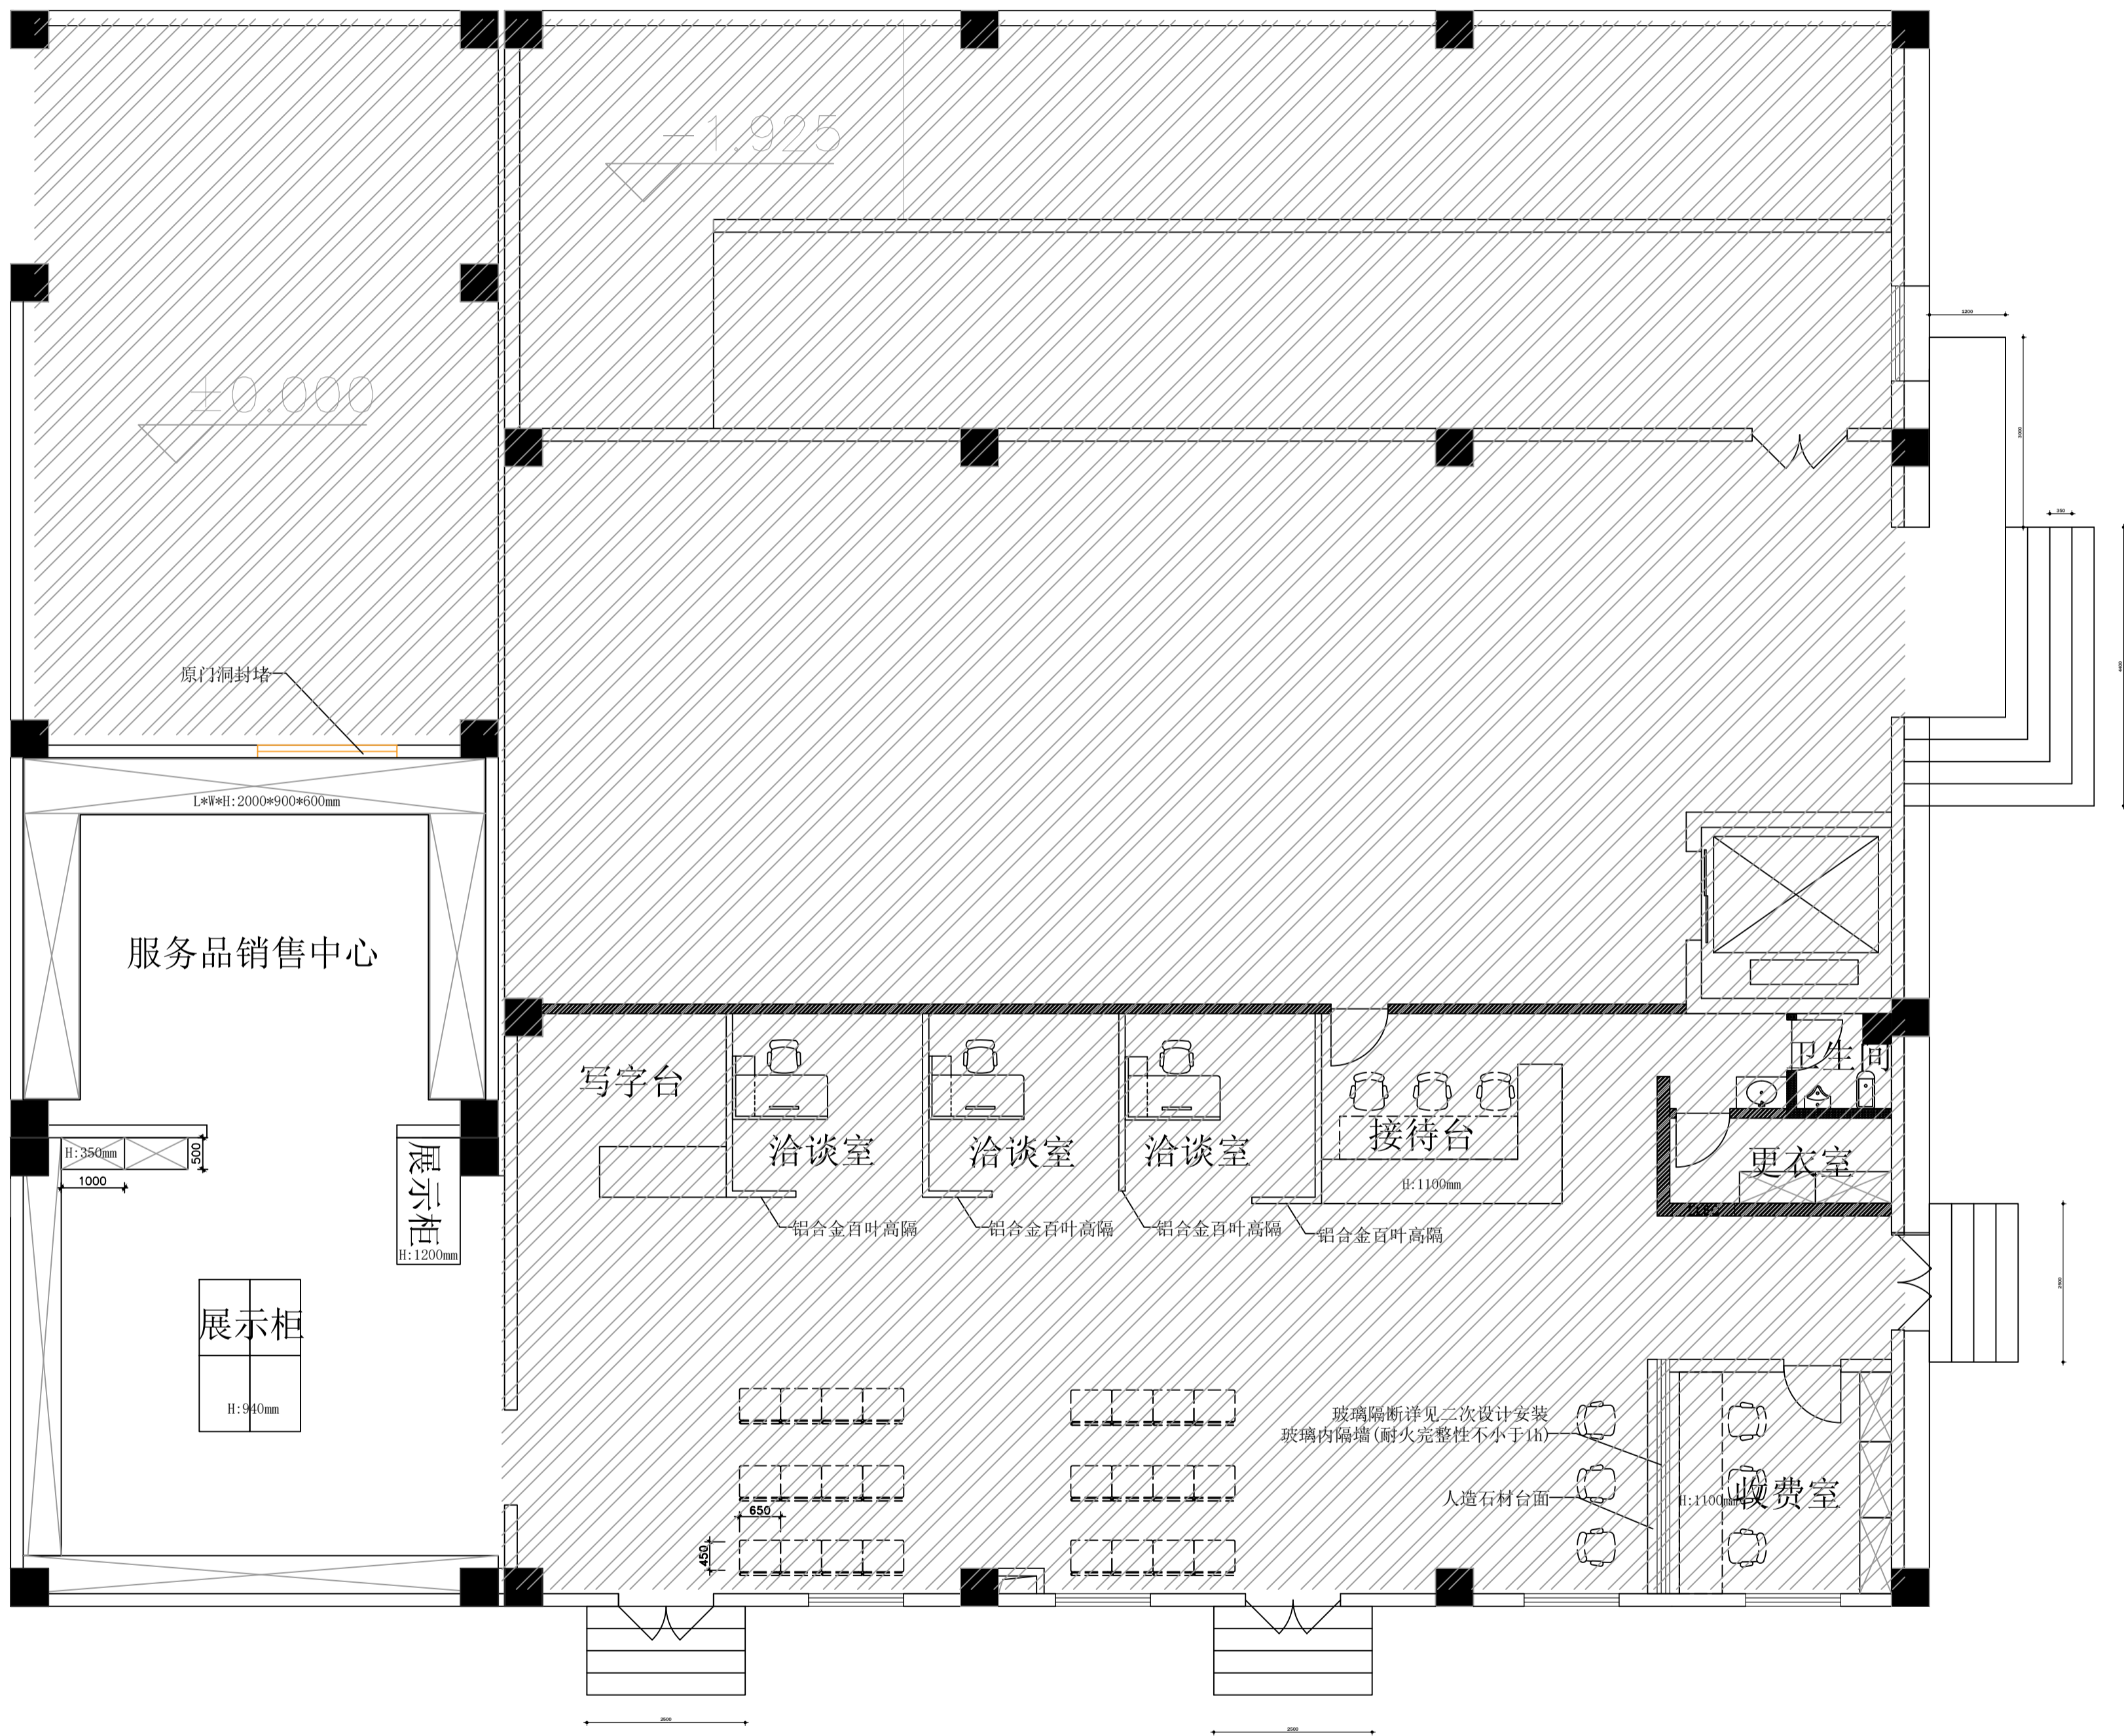 -1.925
±0.000
1200
3000
350
4400
原门洞封堵
L*W*H:2000*900*600mm
服务品销售中心
写字台
卫生间
洽谈室
洽谈室
洽谈室
接待台
更衣室
H:350mm
500
1000
展示柜
H:1200mm
H:1100mm
铝合金百叶高隔
铝合金百叶高隔
铝合金百叶高隔
铝合金百叶高隔
2500
展示柜
H:940mm
玻璃隔断详见二次设计安装
玻璃内隔墙(耐火完整性不小于1h)
人造石材台面
H:1100mm
收费室
650
450
2500
2500